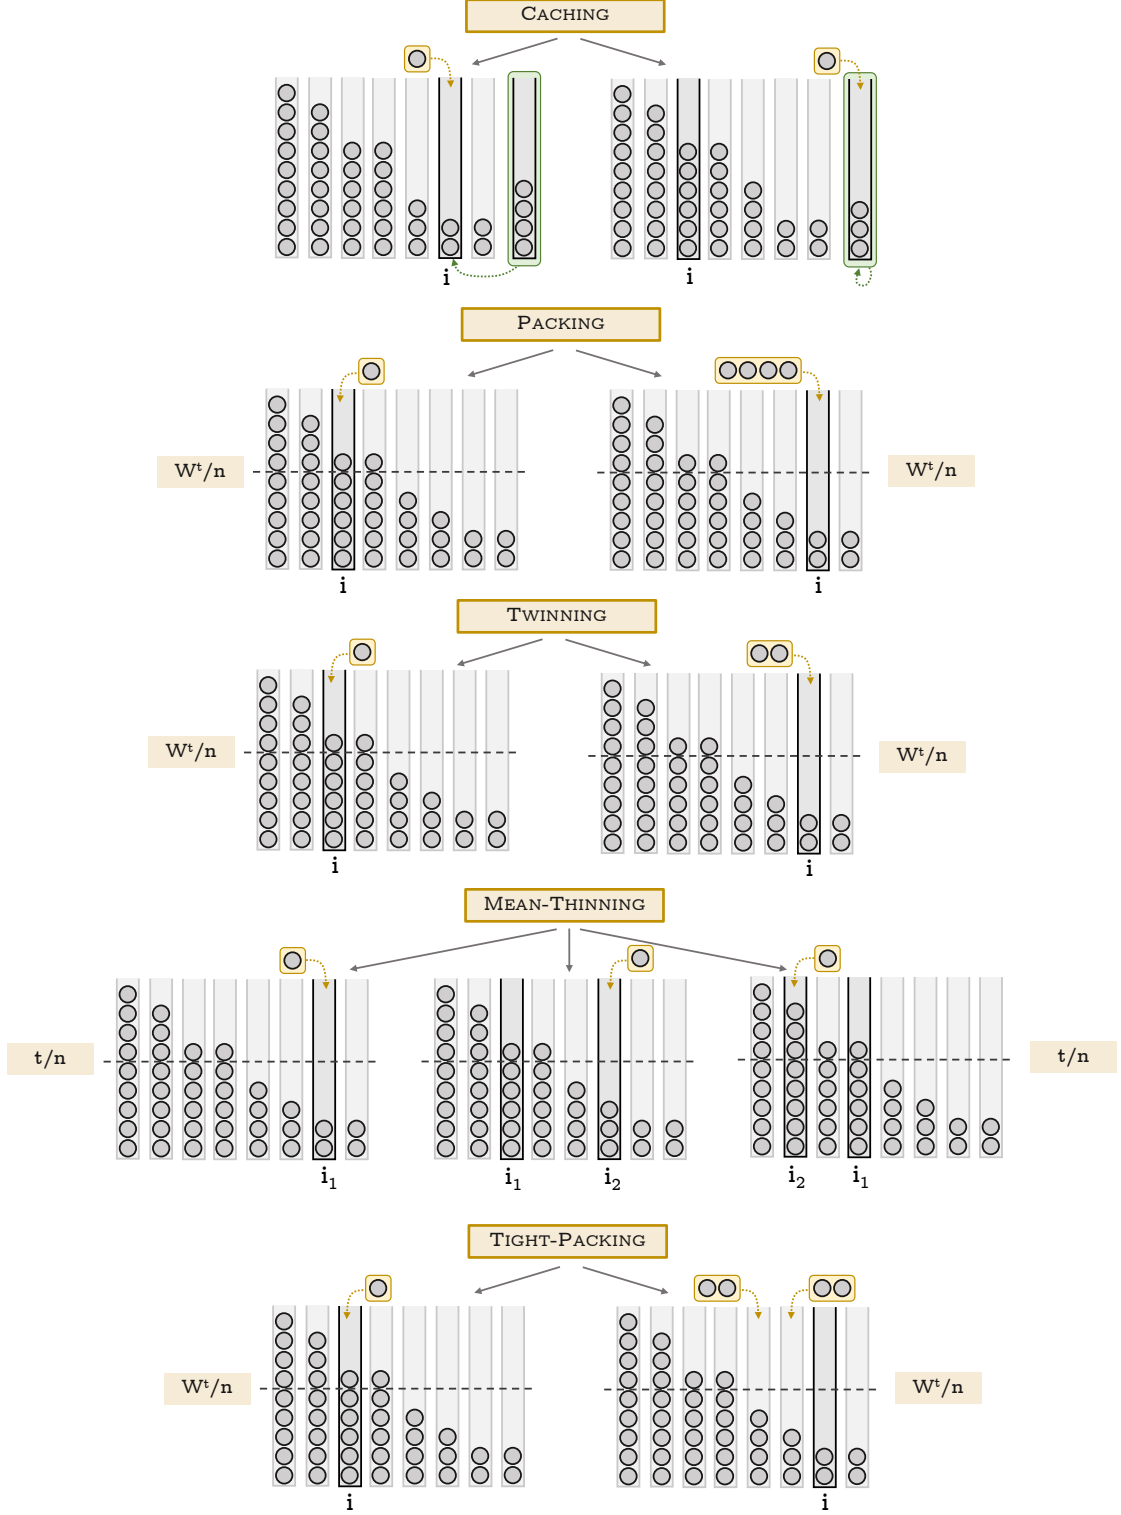 CACHING
i
i
PACKING
Wᵗ/n
Wᵗ/n
i
i
TWINNING
Wᵗ/n
Wᵗ/n
i
i
MEAN-THINNING
t/n
t/n
i₁
i₁
i₂
i₂
i₁
TIGHT-PACKING
Wᵗ/n
Wᵗ/n
i
i